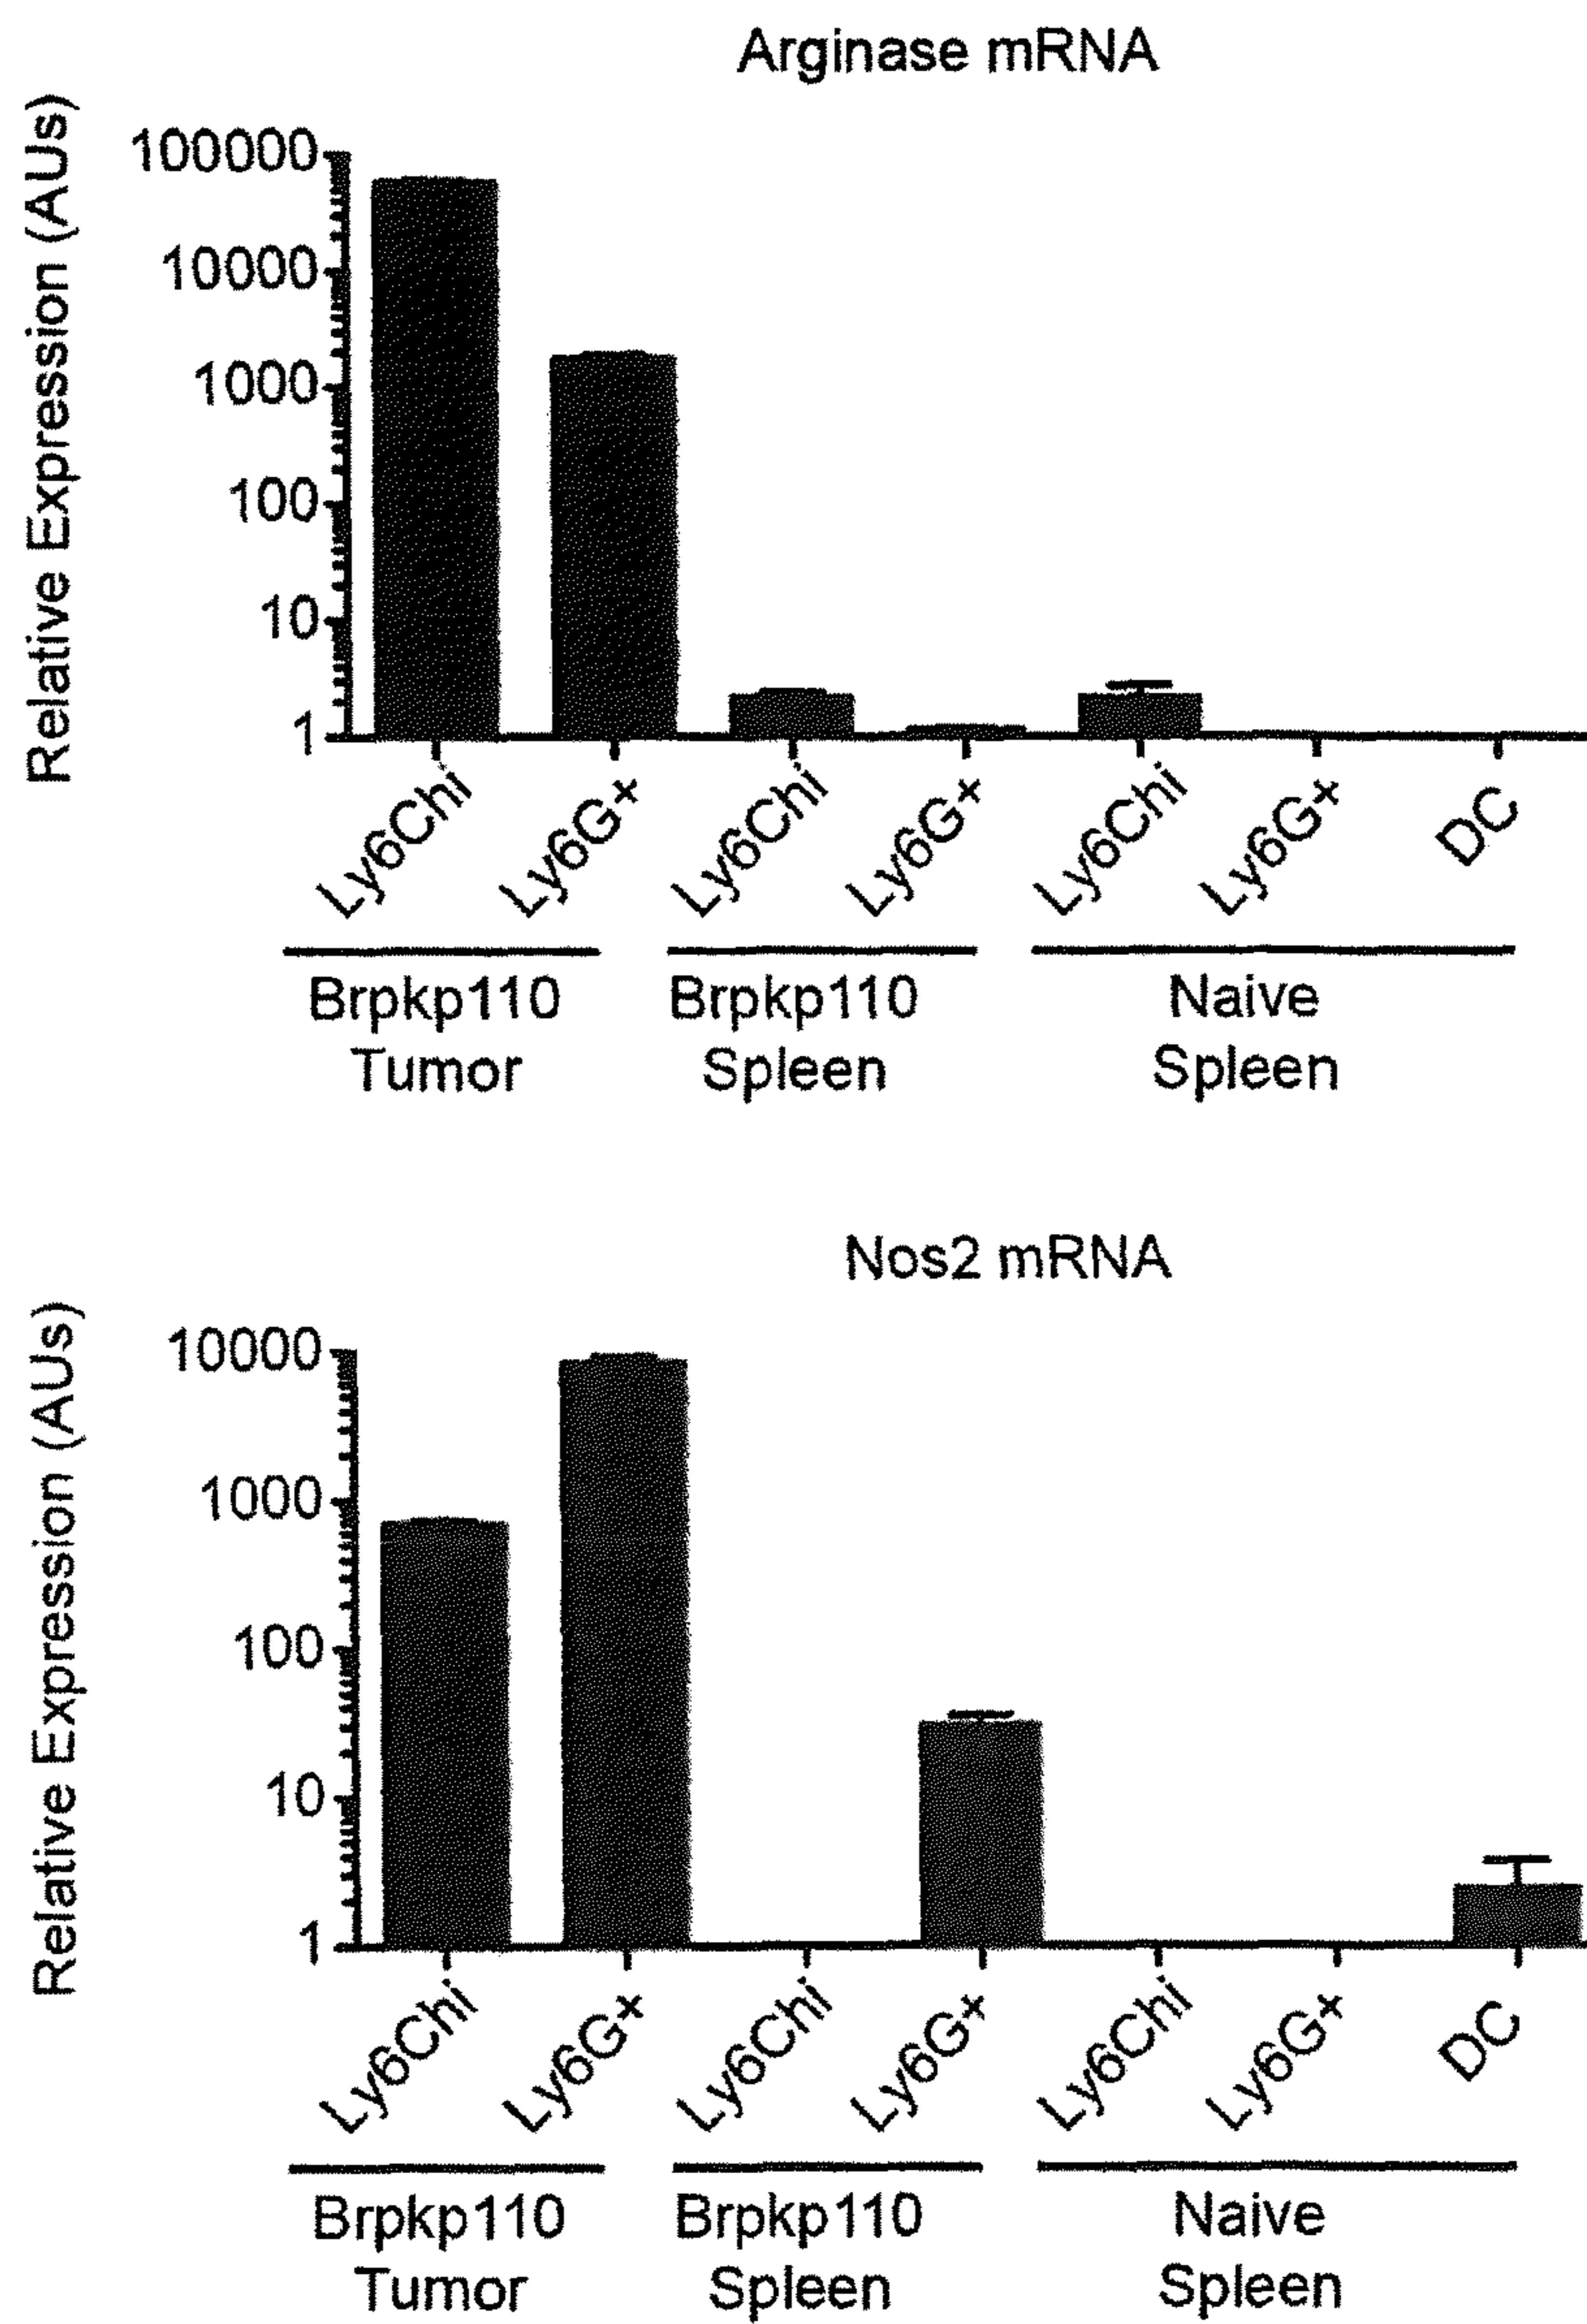 Arginase mRNA
Relative Expression (AUs)
100000
10000
1000
100
10
1
Ly6Chi Ly6G+ Ly6Chi Ly6G+ Ly6Chi Ly6G+ DC
Brpkp110 Brpkp110 Naive
Tumor Spleen Spleen
Nos2 mRNA
Relative Expression (AUs)
10000
1000
100
10
1
Ly6Chi Ly6G+ Ly6Chi Ly6G+ Ly6Chi Ly6G+ DC
Brpkp110 Brpkp110 Naive
Tumor Spleen Spleen